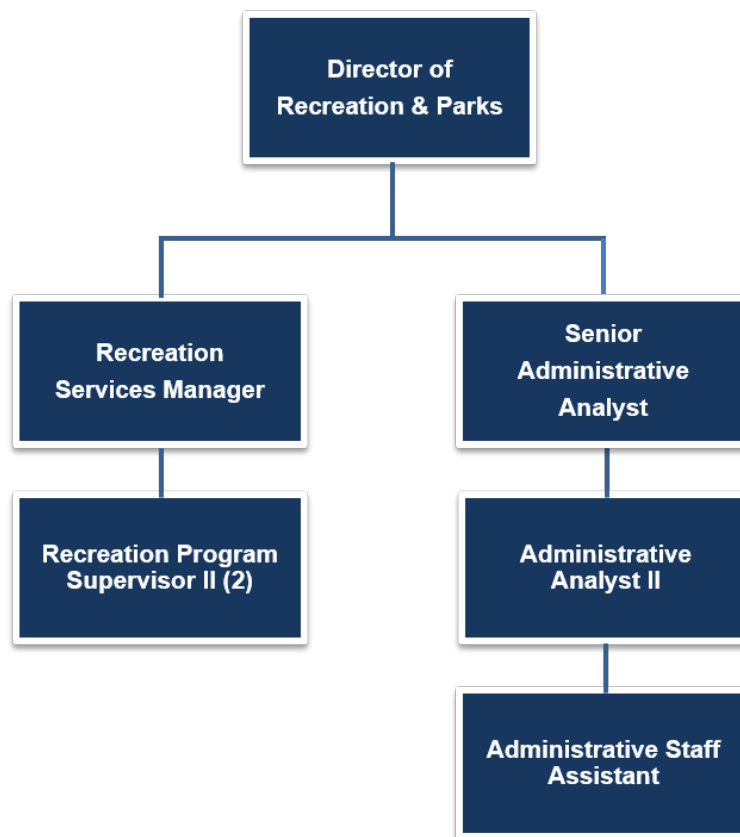 Director of
Recreation & Parks
Recreation
Services Manager
Senior
Administrative
Analyst
Recreation Program
Supervisor II (2)
Administrative
Analyst II
Administrative Staff
Assistant